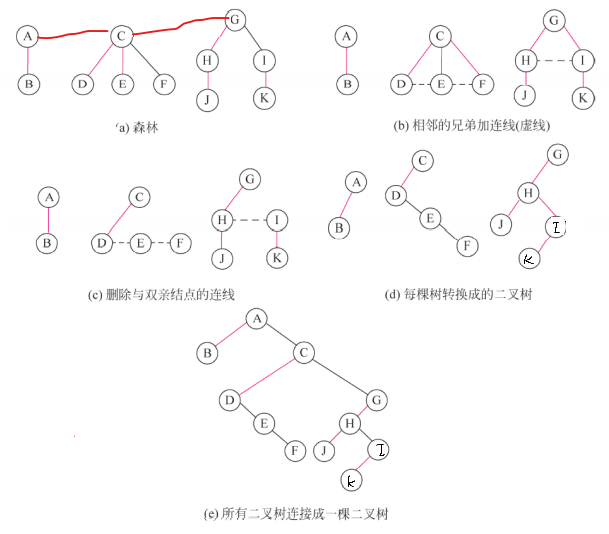 A C G
B D E F H I
J K
(a) 森林
A C G
B D E F H I
J K
(b) 相邻的兄弟加连线(虚线)
A C G
B D E F H I
J K
(c) 删除与双亲结点的连线
A C G
B D E F H I
J K
(d) 每棵树转换成的二叉树
A
B C
D G
E H
F J I
K
(e) 所有二叉树连接成一棵二叉树